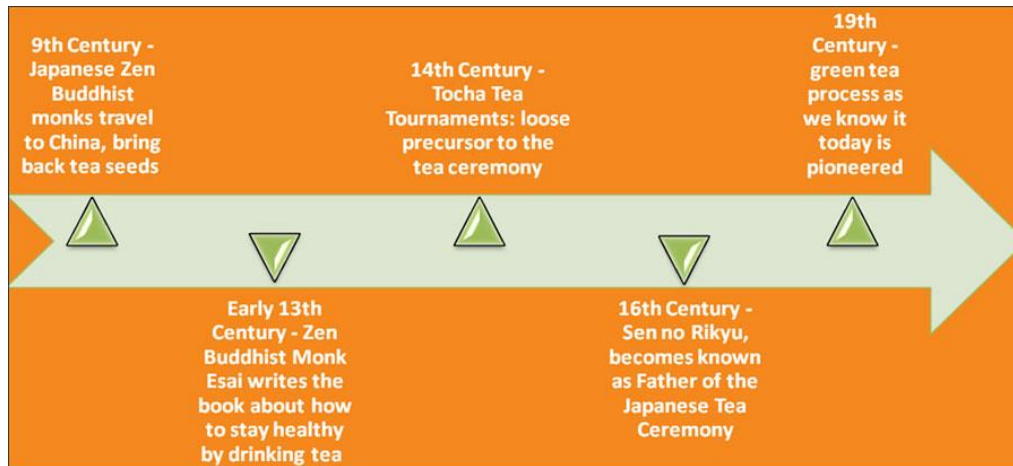 9th Century -
Japanese Zen
Buddhist
monks travel
to China, bring
back tea seeds
Early 13th
Century - Zen
Buddhist Monk
Esai writes the
book about how
to stay healthy
by drinking tea
14th Century -
Tocha Tea
Tournaments: loose
precursor to the
tea ceremony
16th Century -
Sen no Rikyu,
becomes known
as Father of the
Japanese Tea
Ceremony
19th
Century -
green tea
process as
we know it
today is
pioneered